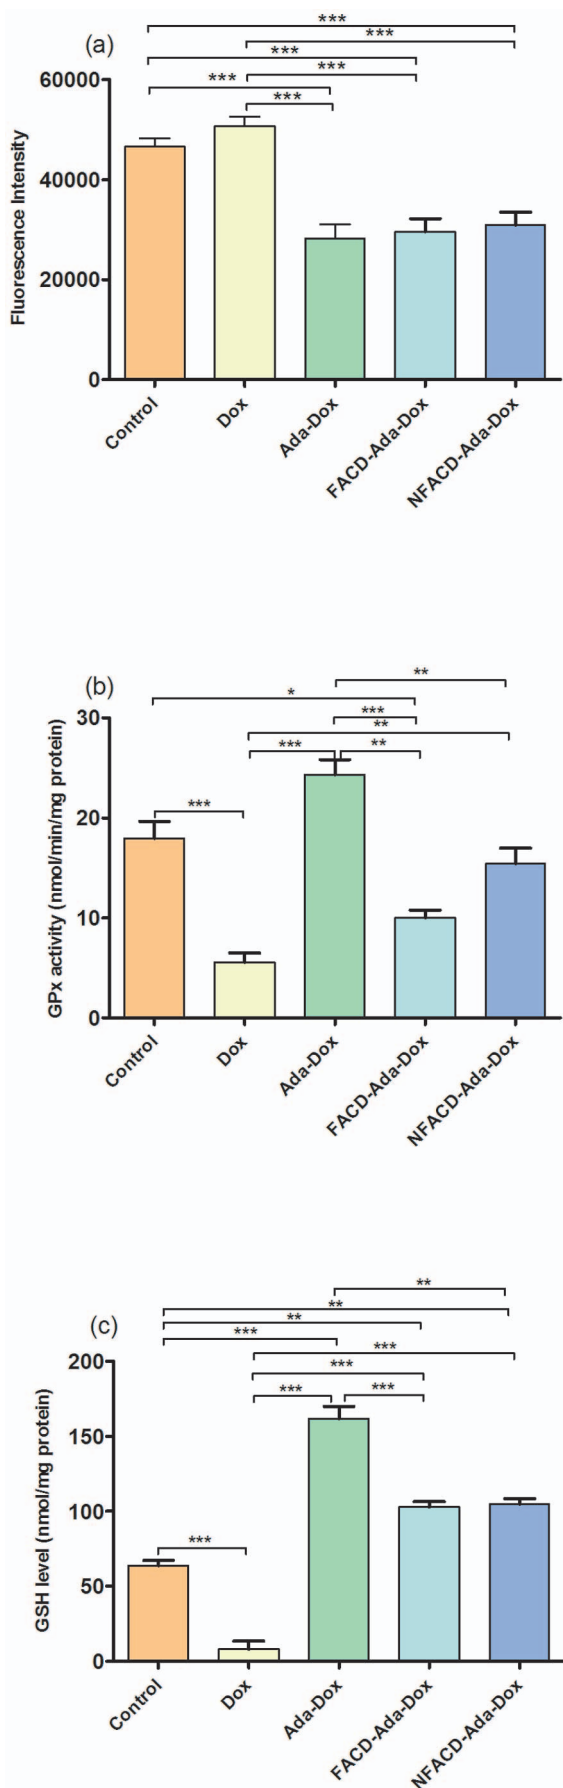 (a)
***
***
***
***
***
***
60000
40000
20000
0
Fluorescence Intensity
Control
Dox
Ada-Dox
FACD-Ada-Dox
NFACD-Ada-Dox
(b)
**
*
***
**
***
**
***
30
20
10
0
GPx activity (nmol/min/mg protein)
Control
Dox
Ada-Dox
FACD-Ada-Dox
NFACD-Ada-Dox
(c)
**
**
**
***
***
***
***
***
***
200
150
100
50
0
GSH level (nmol/mg protein)
Control
Dox
Ada-Dox
FACD-Ada-Dox
NFACD-Ada-Dox